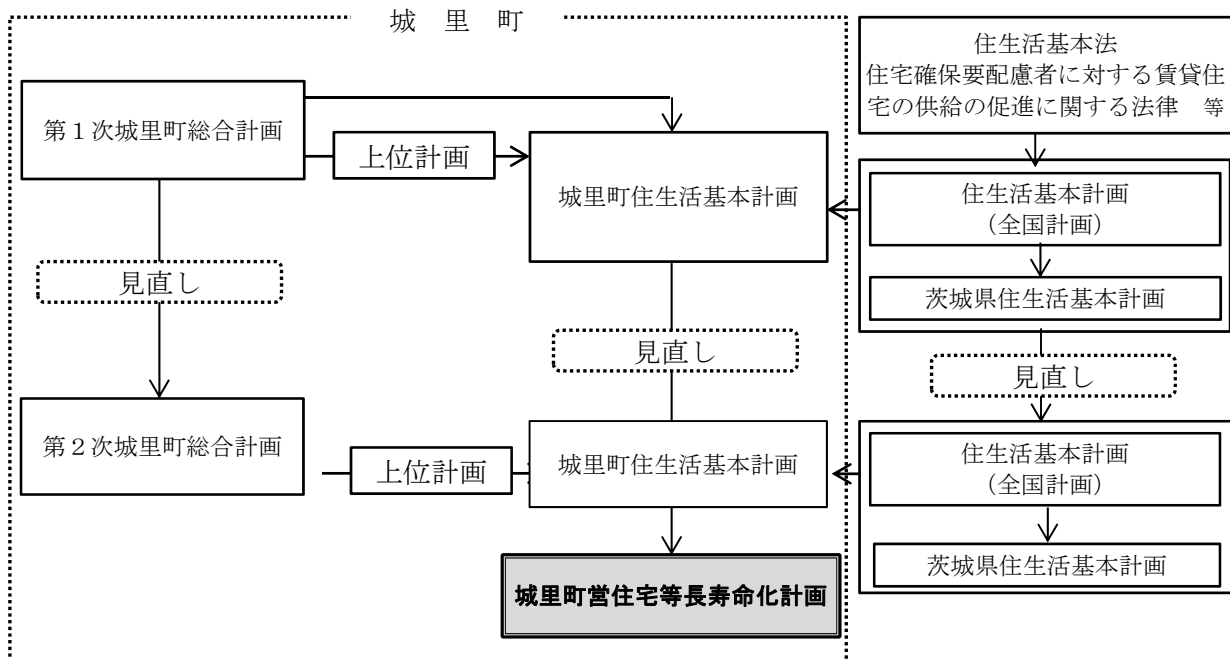 城　里　町
第１次城里町総合計画
上位計画
城里町住生活基本計画
見直し
見直し
第２次城里町総合計画
上位計画
城里町住生活基本計画
城里町営住宅等長寿命化計画
住生活基本法
住宅確保要配慮者に対する賃貸住
宅の供給の促進に関する法律　等
住生活基本計画
（全国計画）
茨城県住生活基本計画
見直し
住生活基本計画
（全国計画）
茨城県住生活基本計画